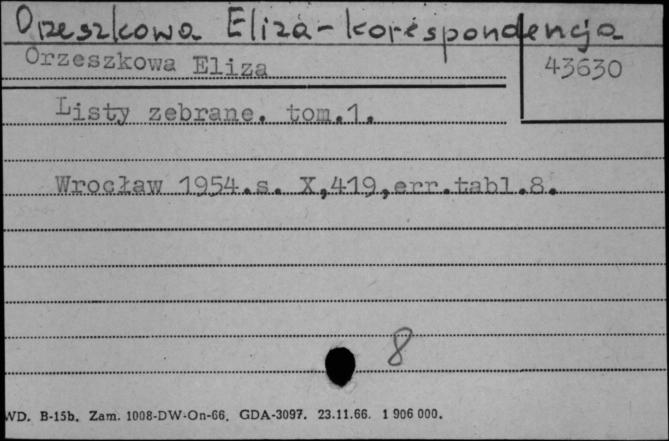 Orzeszkowa Eliza - korespondencja
Orzeszkowa Eliza
43630
Listy zebrane. tom.1.
Wrocław 1954.s. X,419,err.tabl.8.
8
WD. B-15b. Zam. 1008-DW-On-66. GDA-3097. 23.11.66. 1 906 000.